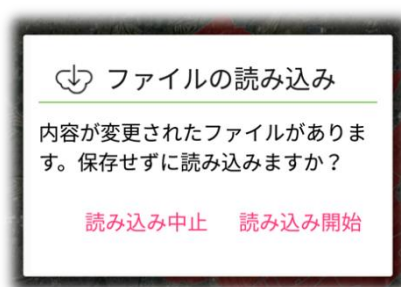 ファイルの読み込み
内容が変更されたファイルがありま
す。保存せずに読み込みますか？
読み込み中止 読み込み開始